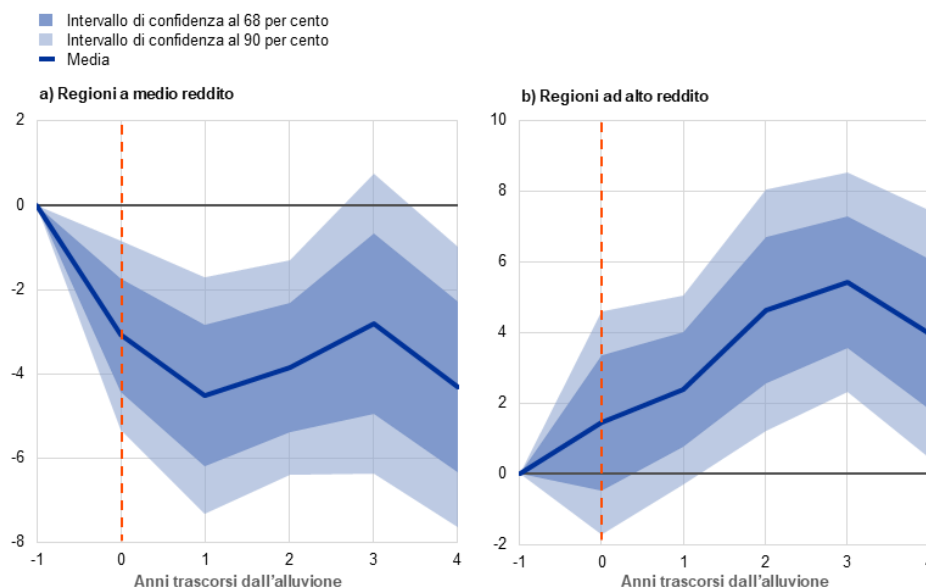 Intervallo di confidenza al 68 per cento
Intervallo di confidenza al 90 per cento
Media
a) Regioni a medio reddito
2
0
-2
-4
-6
-8
-1 0 1 2 3 4
Anni trascorsi dall'alluvione
b) Regioni ad alto reddito
10
8
6
4
2
0
-2
-1 0 1 2 3 4
Anni trascorsi dall'alluvione